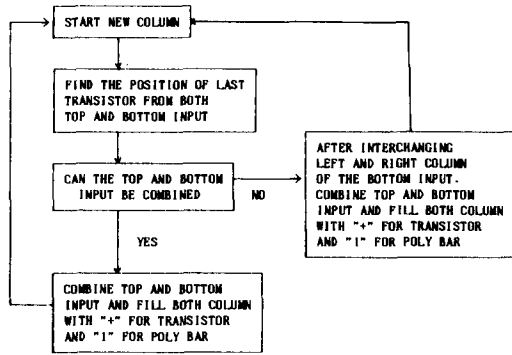 START NEW COLUMN
FIND THE POSITION OF LAST
TRANSISTOR FROM BOTH
TOP AND BOTTOM INPUT
CAN THE TOP AND BOTTOM
INPUT BE COMBINED
NO
YES
AFTER INTERCHANGING
LEFT AND RIGHT COLUMN
OF THE BOTTOM INPUT.
COMBINE TOP AND BOTTOM
INPUT AND FILL BOTH COLUMN
WITH "+" FOR TRANSISTOR
AND "1" FOR POLY BAR
COMBINE TOP AND BOTTOM
INPUT AND FILL BOTH COLUMN
WITH "+" FOR TRANSISTOR
AND "1" FOR POLY BAR